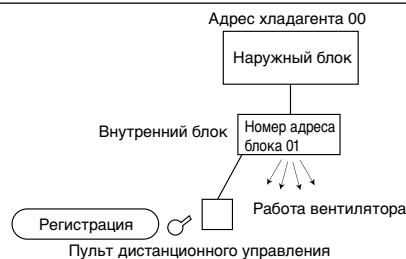 Адрес хладагента 00
Наружный блок
Внутренний блок
Номер адреса
блока 01
Работа вентилятора
Регистрация
Пульт дистанционного управления